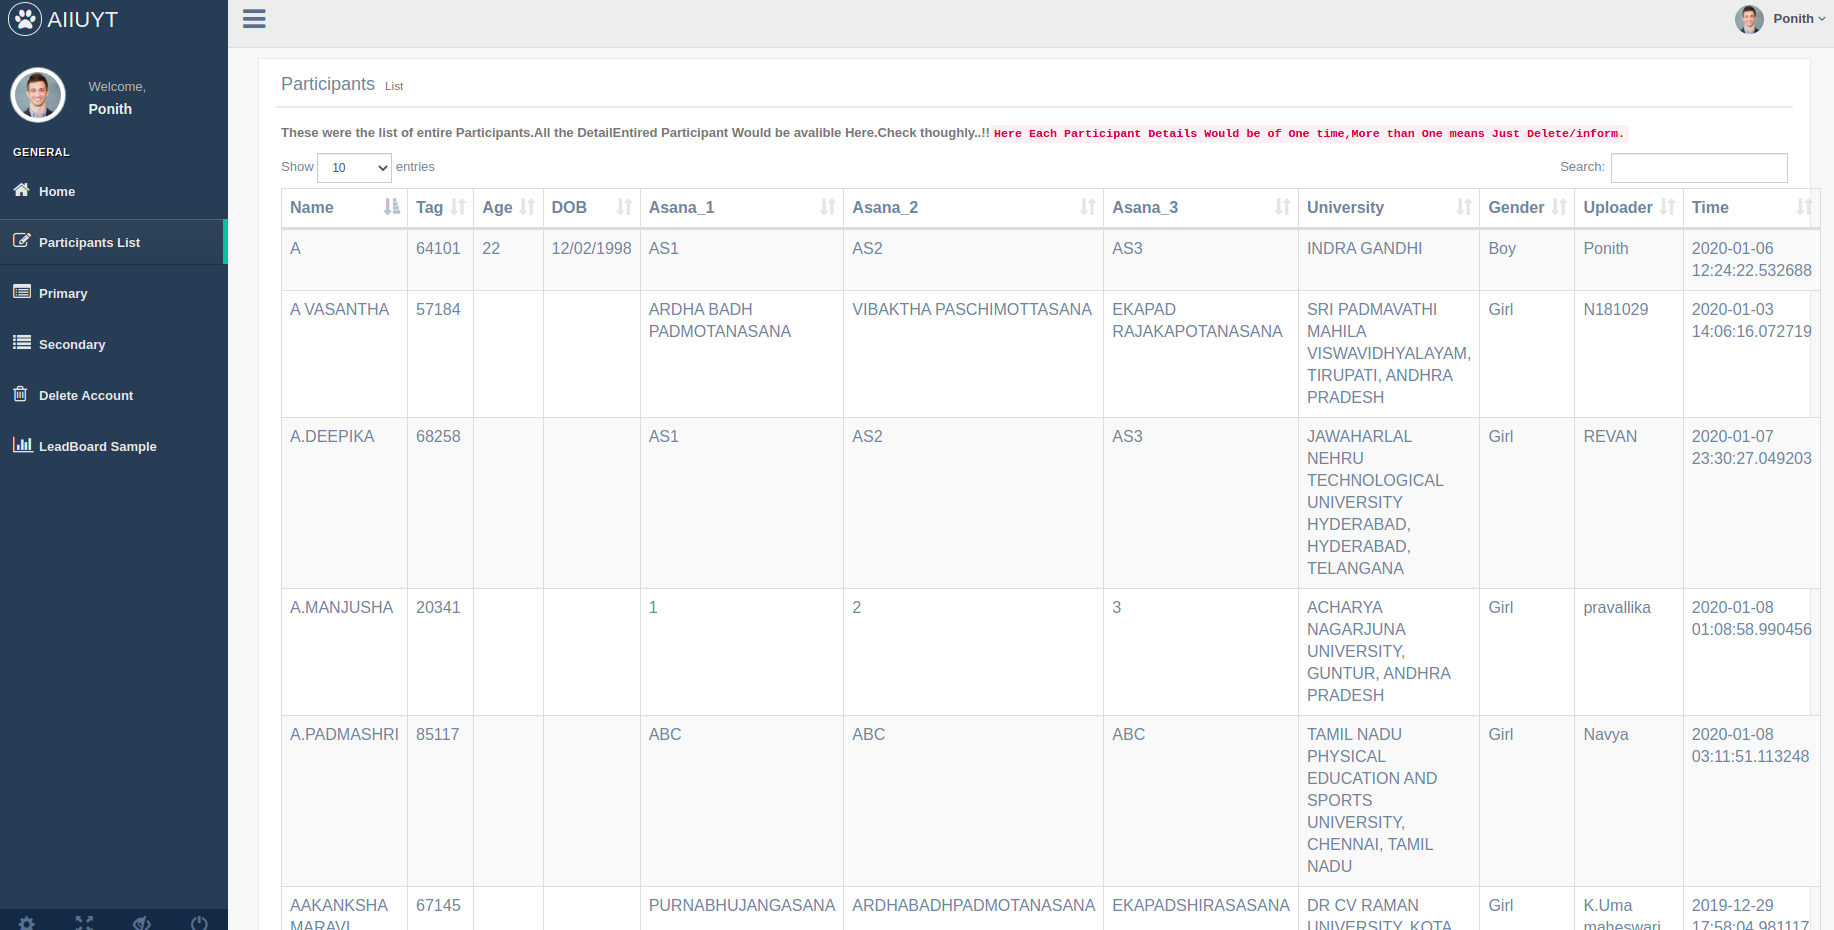 AIIUYT
Ponith
Welcome,
Ponith
GENERAL
Home
Participants List
Primary
Secondary
Delete Account
LeadBoard Sample
Participants List
These were the list of entire Participants.All the DetailEntired Participant Would be avalible Here.Check thoughly..!! Here Each Participant Details Would be of One time,More than One means Just Delete/inform.
Show 10 entries
Search:
Name Tag Age DOB Asana_1 Asana_2 Asana_3 University Gender Uploader Time
A 64101 22 12/02/1998 AS1 AS2 AS3 INDRA GANDHI Boy Ponith 2020-01-06
12:24:22.532688
A VASANTHA 57184 ARDHA BADH VIBAKTHA PASCHIMOTTASANA EKAPAD SRI PADMAVATHI Girl N181029 2020-01-03
PADMOTANASANA RAJAKAPOTANASANA MAHILA 14:06:16.072719
VISWAVIDHYALAYAM,
TIRUPATI, ANDHRA
PRADESH
A.DEEPIKA 68258 AS1 AS2 AS3 JAWAHARLAL Girl REVAN 2020-01-07
NEHRU 23:30:27.049203
TECHNOLOGICAL
UNIVERSITY
HYDERABAD,
HYDERABAD,
TELANGANA
A.MANJUSHA 20341 1 2 3 ACHARYA Girl pravallika 2020-01-08
NAGARJUNA 01:08:58.990456
UNIVERSITY,
GUNTUR, ANDHRA
PRADESH
A.PADMASHRI 85117 ABC ABC ABC TAMIL NADU Girl Navya 2020-01-08
PHYSICAL 03:11:51.113248
EDUCATION AND
SPORTS
UNIVERSITY,
CHENNAI, TAMIL
NADU
AAKANKSHA 67145 PURNABHUJANGASANA ARDHABADHPADMOTANASANA EKAPADSHIRASASANA DR CV RAMAN Girl K.Uma 2019-12-29
MARAVI UNIVERSITY, KOTA maheswari 17:58:04.981117